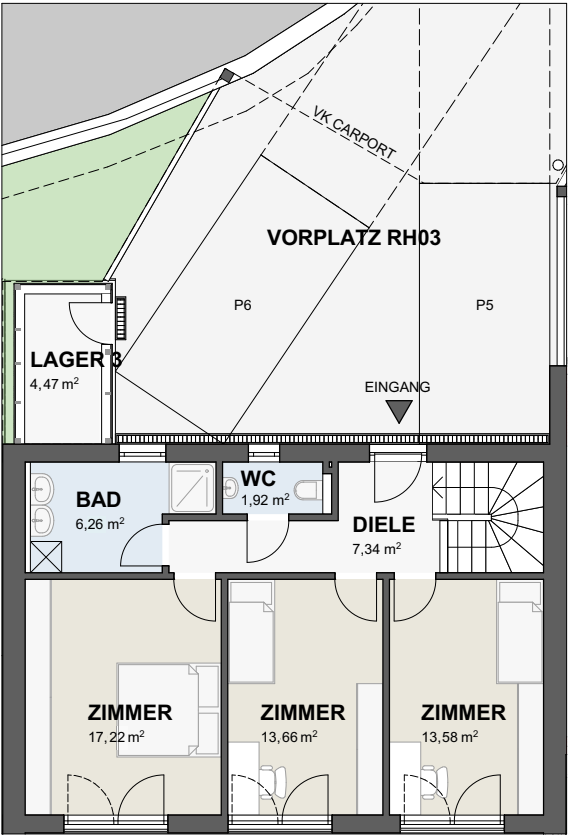 VK CARPORT
VORPLATZ RH03
P6
P5
LAGER 3
4,47 m²
EINGANG
WC
1,92 m²
BAD
6,26 m²
DIELE
7,34 m²
ZIMMER
17,22 m²
ZIMMER
13,66 m²
ZIMMER
13,58 m²